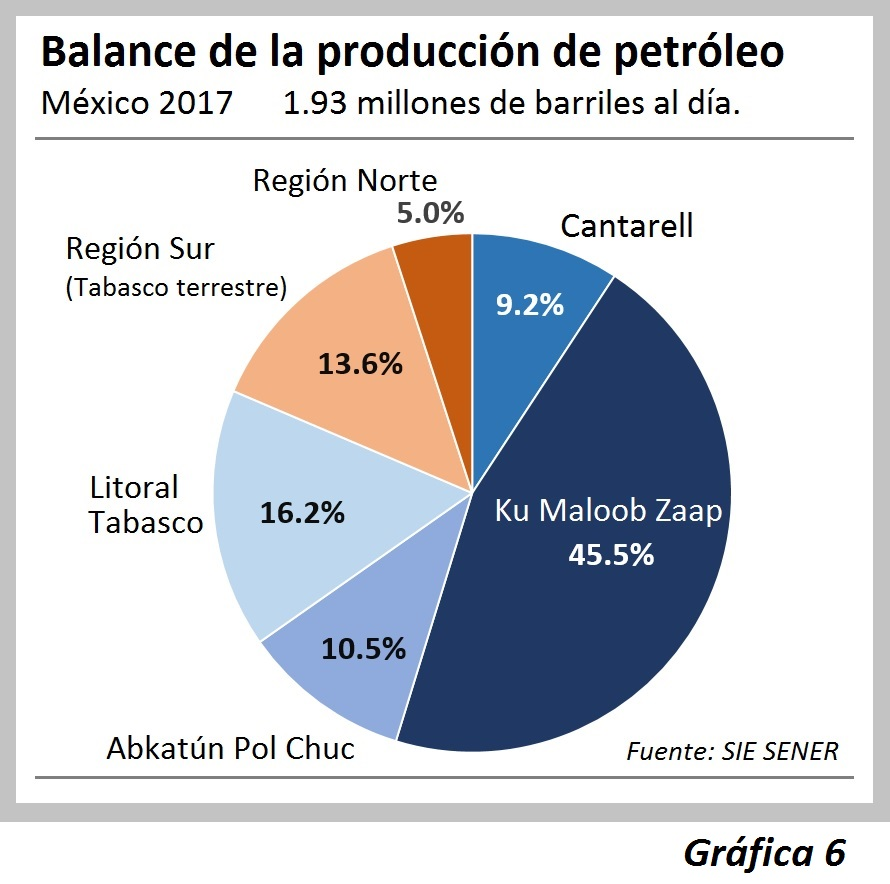 Balance de la producción de petróleo
México 2017 1.93 millones de barriles al día.
Región Norte
5.0%
Cantarell
9.2%
Región Sur
(Tabasco terrestre)
13.6%
Litoral
Tabasco
16.2%
Ku Maloob Zaap
45.5%
10.5%
Abkatún Pol Chuc
Fuente: SIE SENER
Gráfica 6